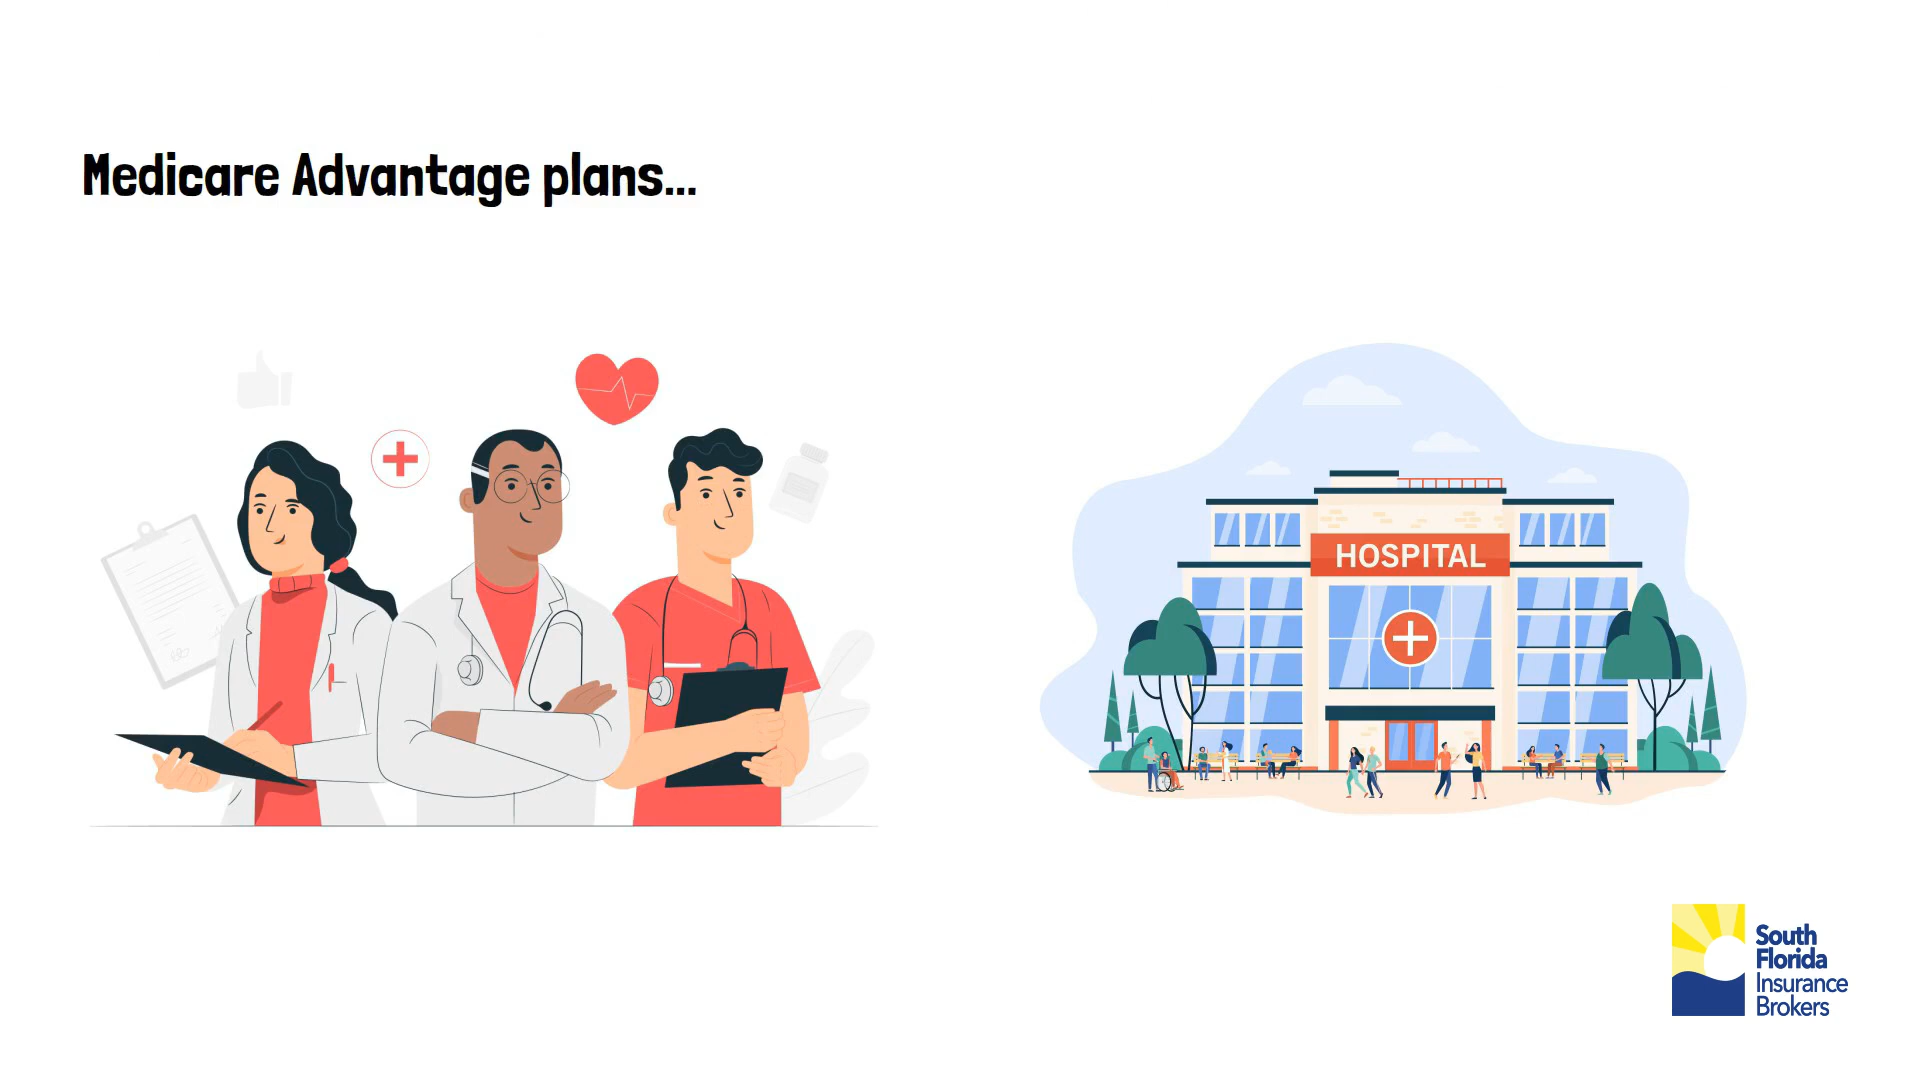 Medicare Advantage plans...
HOSPITAL
South
Florida
Insurance
Brokers